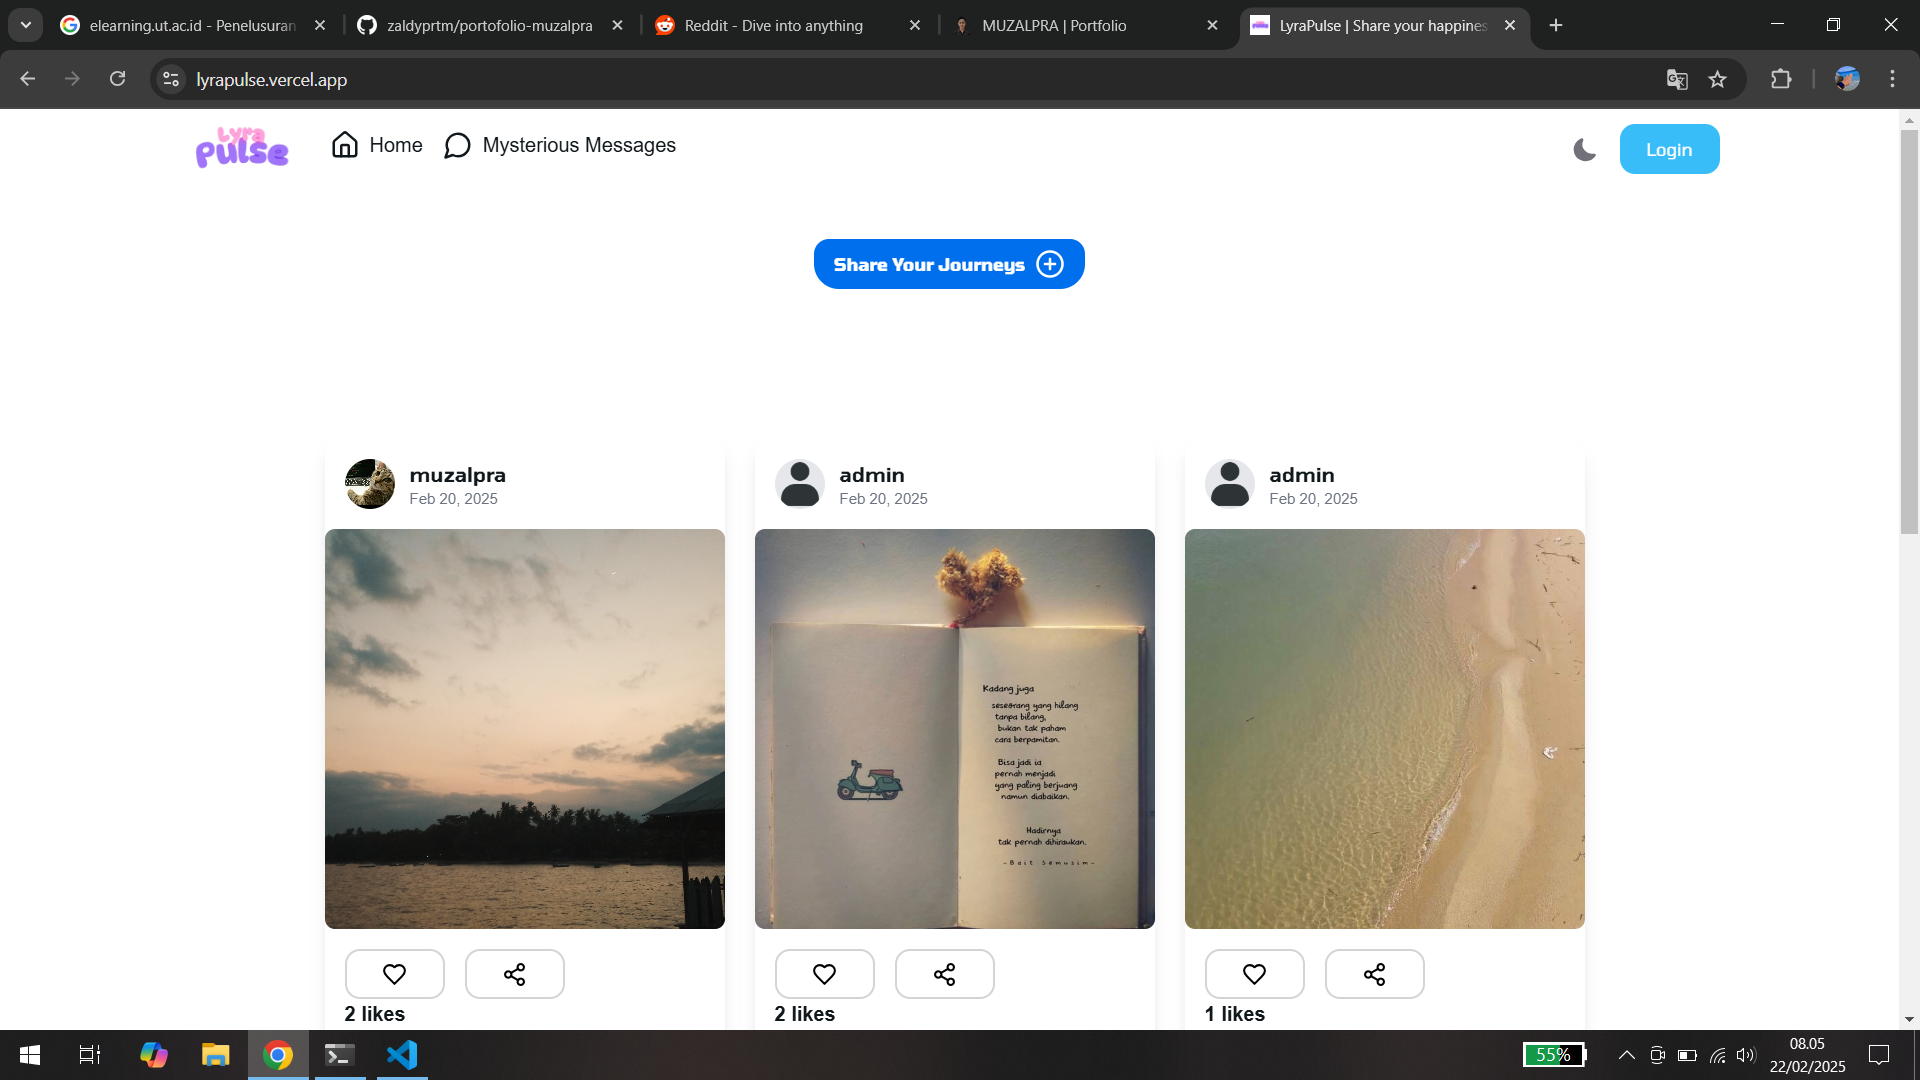 elearning.ut.ac.id - Penelusuran
zaldyprtm/portofolio-muzalpra
Reddit - Dive into anything
MUZALPRA | Portfolio
LyraPulse | Share your happines
lyrapulse.vercel.app
Lyra
pulse
Home
Mysterious Messages
Login
Share Your Journeys
muzalpra
Feb 20, 2025
admin
Feb 20, 2025
admin
Feb 20, 2025
Kadang juga
seseorang yang hilang
tanpa bilang,
bukan tak paham
cara berpamitan.
Bisa jadi ia
pernah menjadi
yang paling berjuang
namun diabaikan.
Hadirnya
tak pernah dihiraukan.
-Bait Semusim-
2 likes
2 likes
1 likes
55%
08.05
22/02/2025